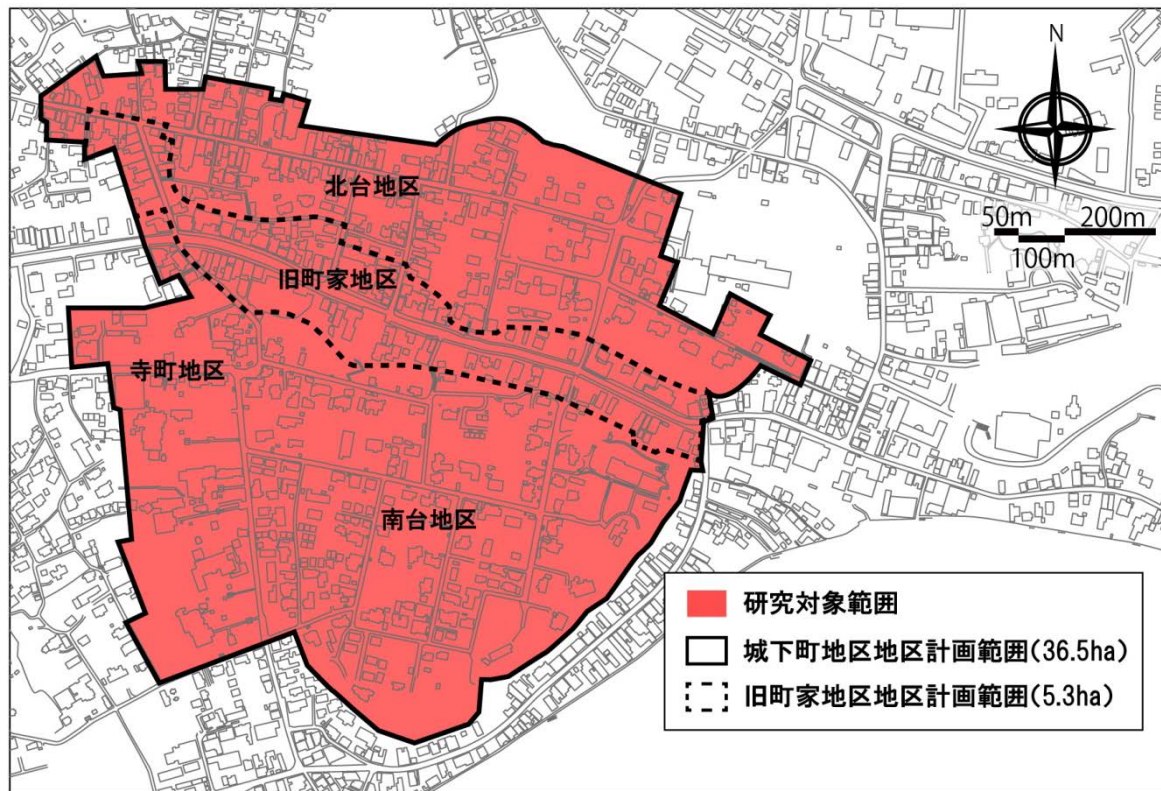 N
50m
200m
100m
北台地区
旧町家地区
寺町地区
南台地区
研究対象範囲
城下町地区地区計画範囲(36.5ha)
旧町家地区地区計画範囲(5.3ha)